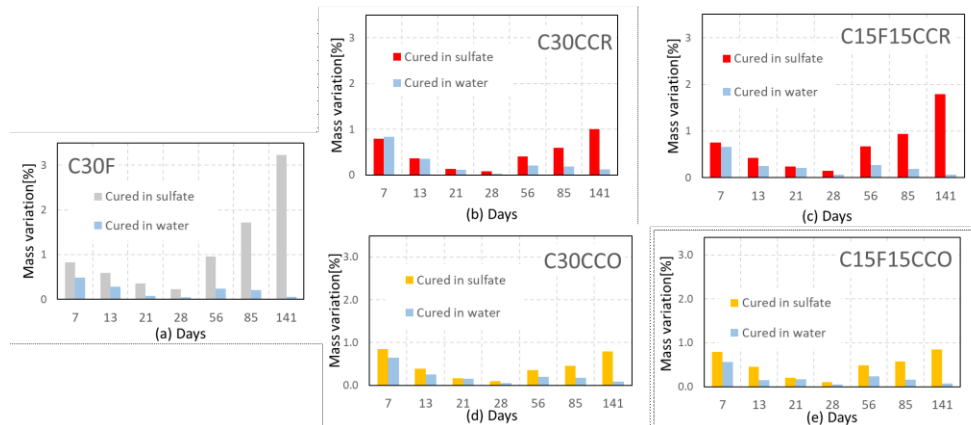 C30F
Mass variation[%]
3
2
1
0
Cured in sulfate
Cured in water
7 13 21 28 56 85 141
(a) Days
C30CCR
Mass variation[%]
3
2
1
0
Cured in sulfate
Cured in water
7 13 21 28 56 85 141
(b) Days
C15F15CCR
Mass variation[%]
3
2
1
0
Cured in sulfate
Cured in water
7 13 21 28 56 85 141
(c) Days
C30CCO
Mass variation[%]
3.0
2.0
1.0
0.0
Cured in sulfate
Cured in water
7 13 21 28 56 85 141
(d) Days
C15F15CCO
Mass variation[%]
3.0
2.0
1.0
0.0
Cured in sulfate
Cured in water
7 13 21 28 56 85 141
(e) Days